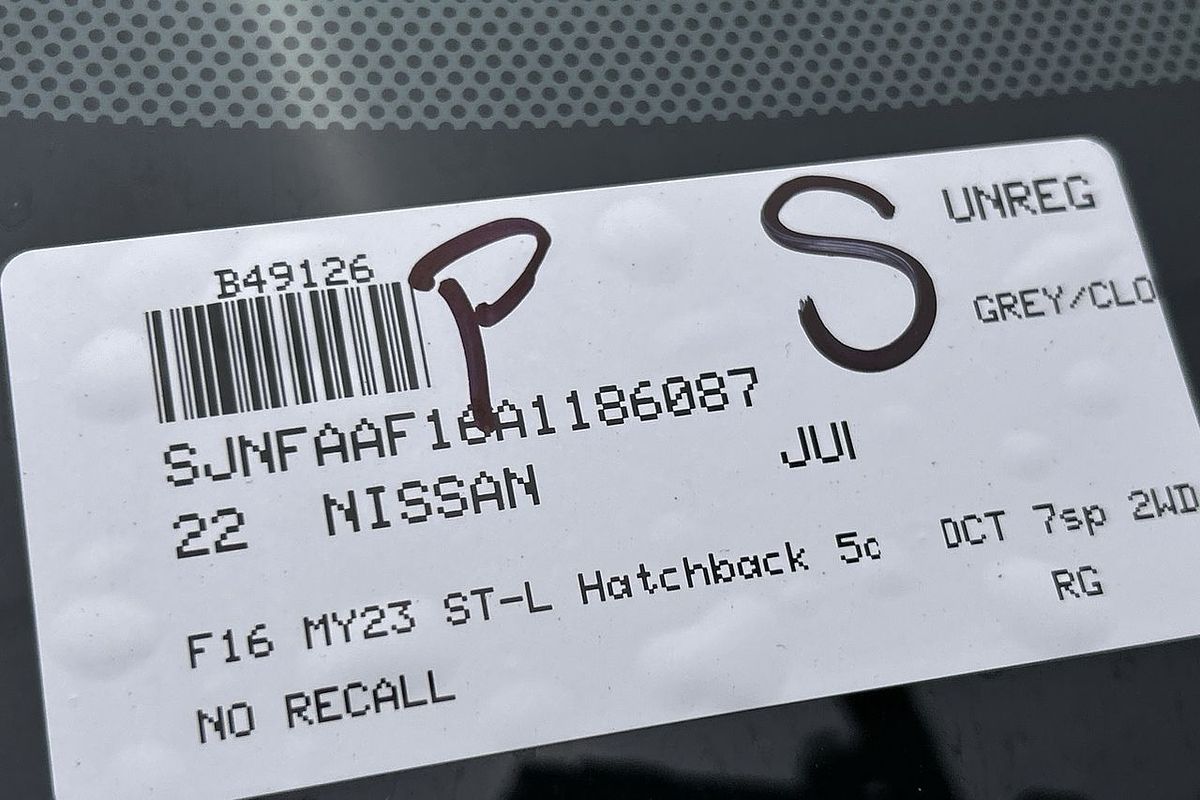 P S UNREG
B49126
GREY/CLO
SJNFAAF16A1186087
22 NISSAN JUI
F16 MY23 ST-L Hatchback 5c DCT 7sp 2WD
RG
NO RECALL